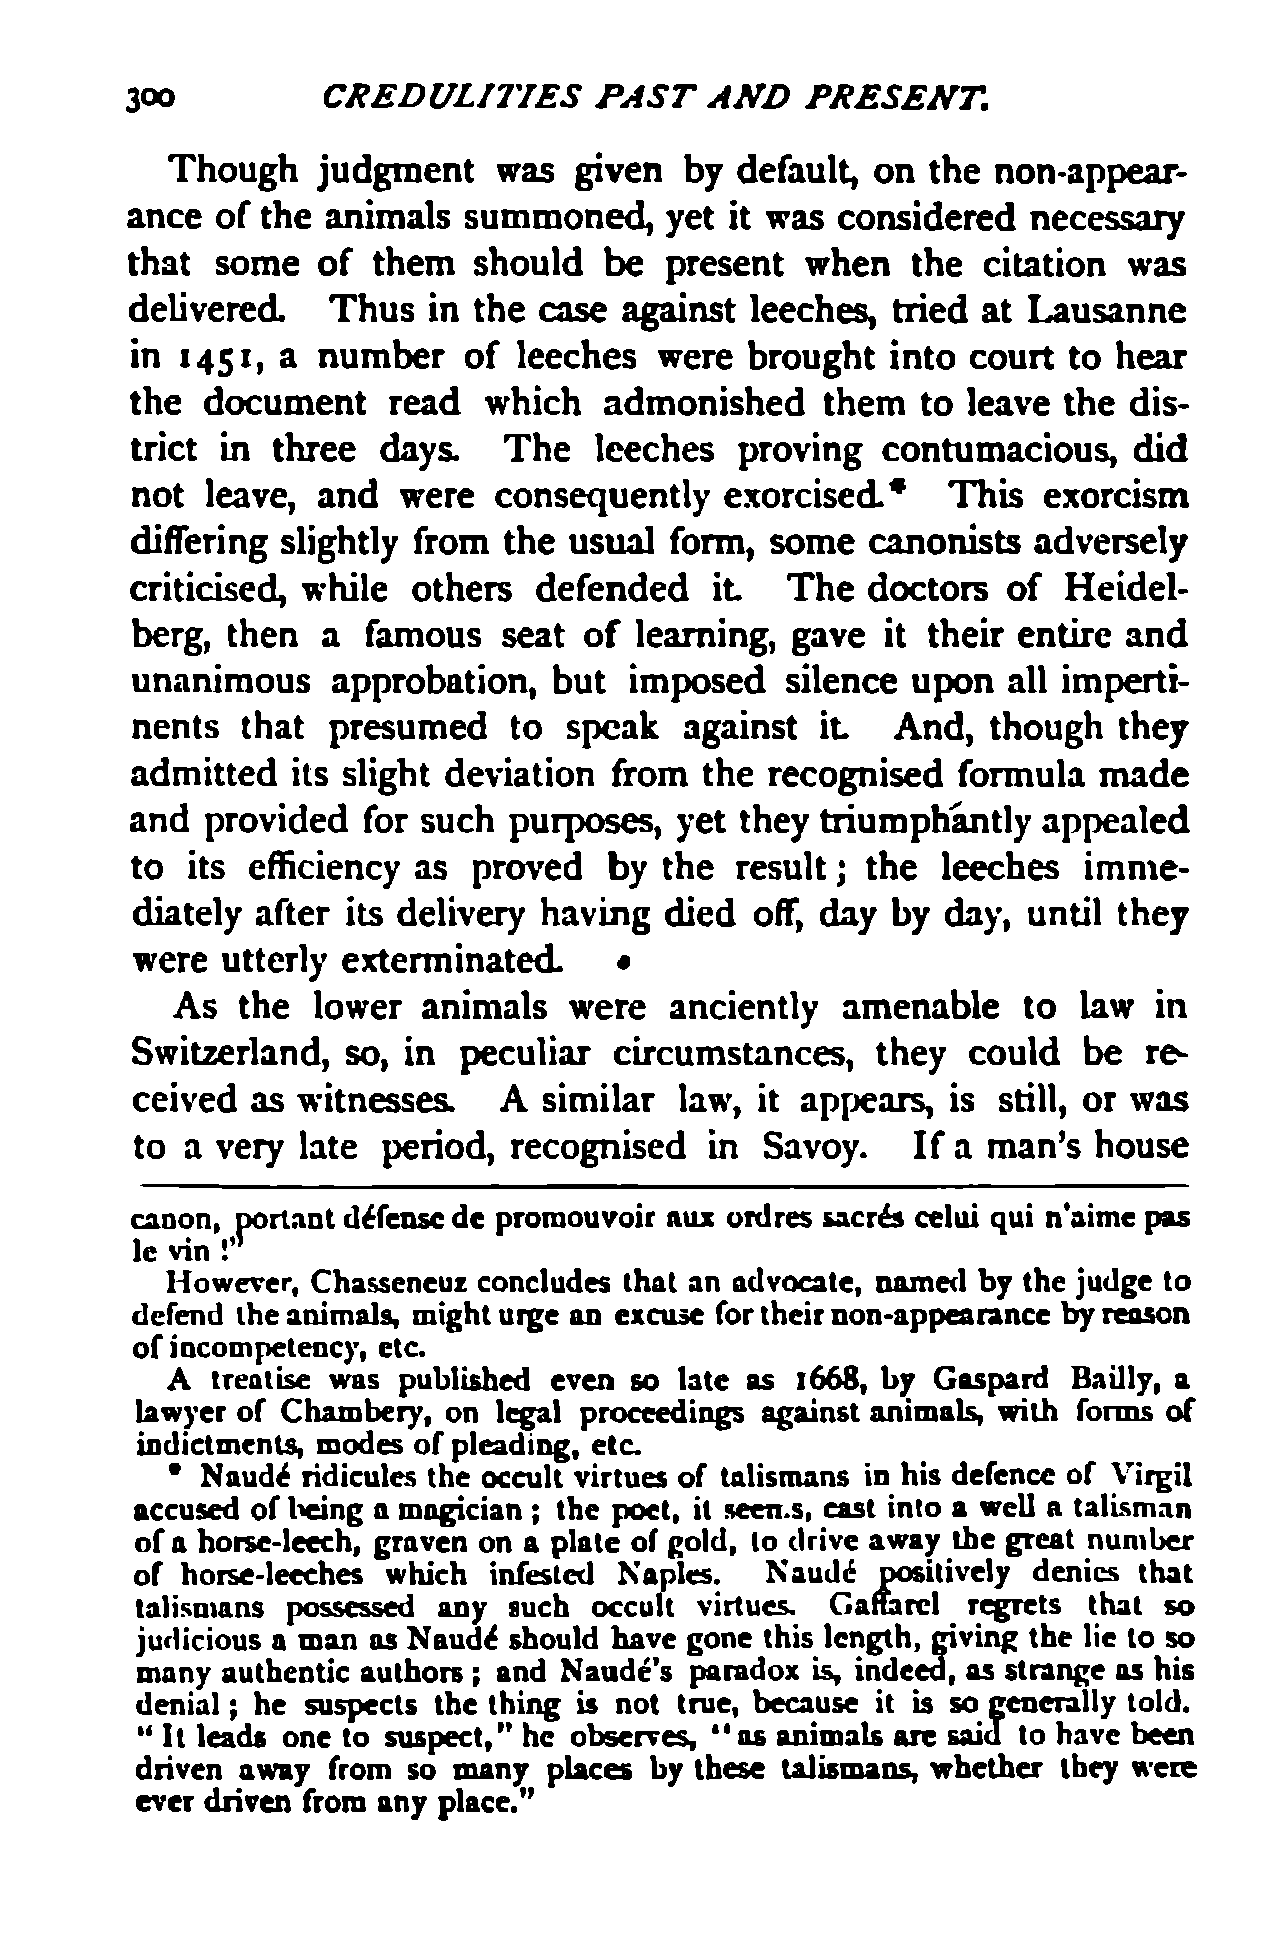 300 CREDULITIES PAST AND PRESENT.
Though judgment was given by default, on the non-appear-
ance of the animals summoned, yet it was considered necessary
that some of them should be present when the citation was
delivered. Thus in the case against leeches, tried at Lausanne
in 1451, a number of leeches were brought into court to hear
the document read which admonished them to leave the dis-
trict in three days. The leeches proving contumacious, did
not leave, and were consequently exorcised.* This exorcism
differing slightly from the usual form, some canonists adversely
criticised, while others defended it. The doctors of Heidel-
berg, then a famous seat of learning, gave it their entire and
unanimous approbation, but imposed silence upon all imperti-
nents that presumed to speak against it. And, though they
admitted its slight deviation from the recognised formula made
and provided for such purposes, yet they triumphantly appealed
to its efficiency as proved by the result ; the leeches imme-
diately after its delivery having died off, day by day, until they
were utterly exterminated.
As the lower animals were anciently amenable to law in
Switzerland, so, in peculiar circumstances, they could be re-
ceived as witnesses. A similar law, it appears, is still, or was
to a very late period, recognised in Savoy. If a man's house
canon, portant défense de promouvoir aux ordres sacrés celui qui n'aime pas
le vin !"
However, Chasseneux concludes that an advocate, named by the judge to
defend the animals, might urge an excuse for their non-appearance by reason
of incompetency, etc.
A treatise was published even so late as 1668, by Gaspard Bailly, a
lawyer of Chambery, on legal proceedings against animals, with forms of
indictments, modes of pleading, etc.
* Naudé ridicules the occult virtues of talismans in his defence of Virgil
accused of being a magician ; the poet, it seems, cast into a well a talisman
of a horse-leech, graven on a plate of gold, to drive away the great number
of horse-leeches which infested Naples. Naudé positively denies that
talismans possessed any such occult virtues. Gaffarel regrets that so
judicious a man as Naudé should have gone this length, giving the lie to so
many authentic authors ; and Naudé's paradox is, indeed, as strange as his
denial ; he suspects the thing is not true, because it is so generally told.
"It leads one to suspect," he observes, "as animals are said to have been
driven away from so many places by these talismans, whether they were
ever driven from any place."